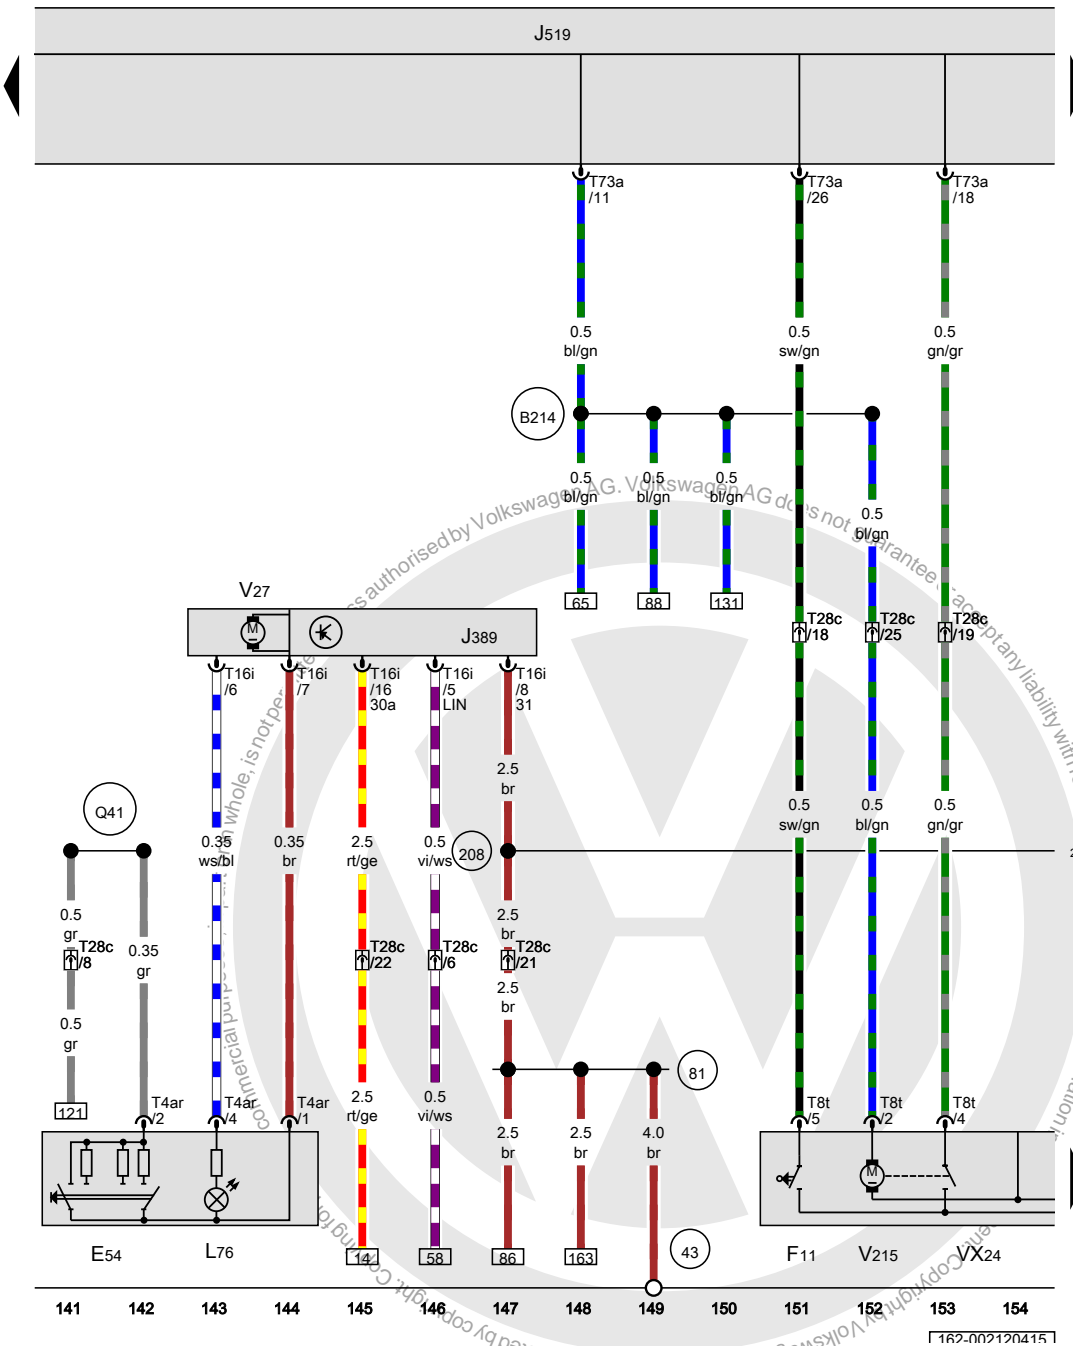 J519
T73a
/11
T73a
/26
T73a
/18
0.5
bl/gn
0.5
sw/gn
0.5
gn/gr
B214
0.5
bl/gn
0.5
bl/gn
0.5
bl/gn
0.5
bl/gn
65
88
131
T28c
/18
T28c
/25
T28c
/19
V27
M
J389
T16i
/6
T16i
/7
T16i
/16
30a
T16i
/5
LIN
T16i
/8
31
2.5
br
Q41
0.35
ws/bl
0.35
br
2.5
rt/ge
0.5
vi/ws
208
0.5
sw/gn
0.5
bl/gn
0.5
gn/gr
2
0.5
gr
0.35
gr
2.5
br
T28c
/8
T28c
/22
T28c
/6
T28c
/21
0.5
gr
2.5
br
81
2.5
rt/ge
0.5
vi/ws
121
T4ar
/2
T4ar
/4
T4ar
/1
T8t
/5
T8t
/2
T8t
/4
2.5
br
2.5
br
4.0
br
M
E54
L76
14
58
86
163
43
F11
V215
VX24
141
142
143
144
145
146
147
148
149
150
151
152
153
154
162-002120415